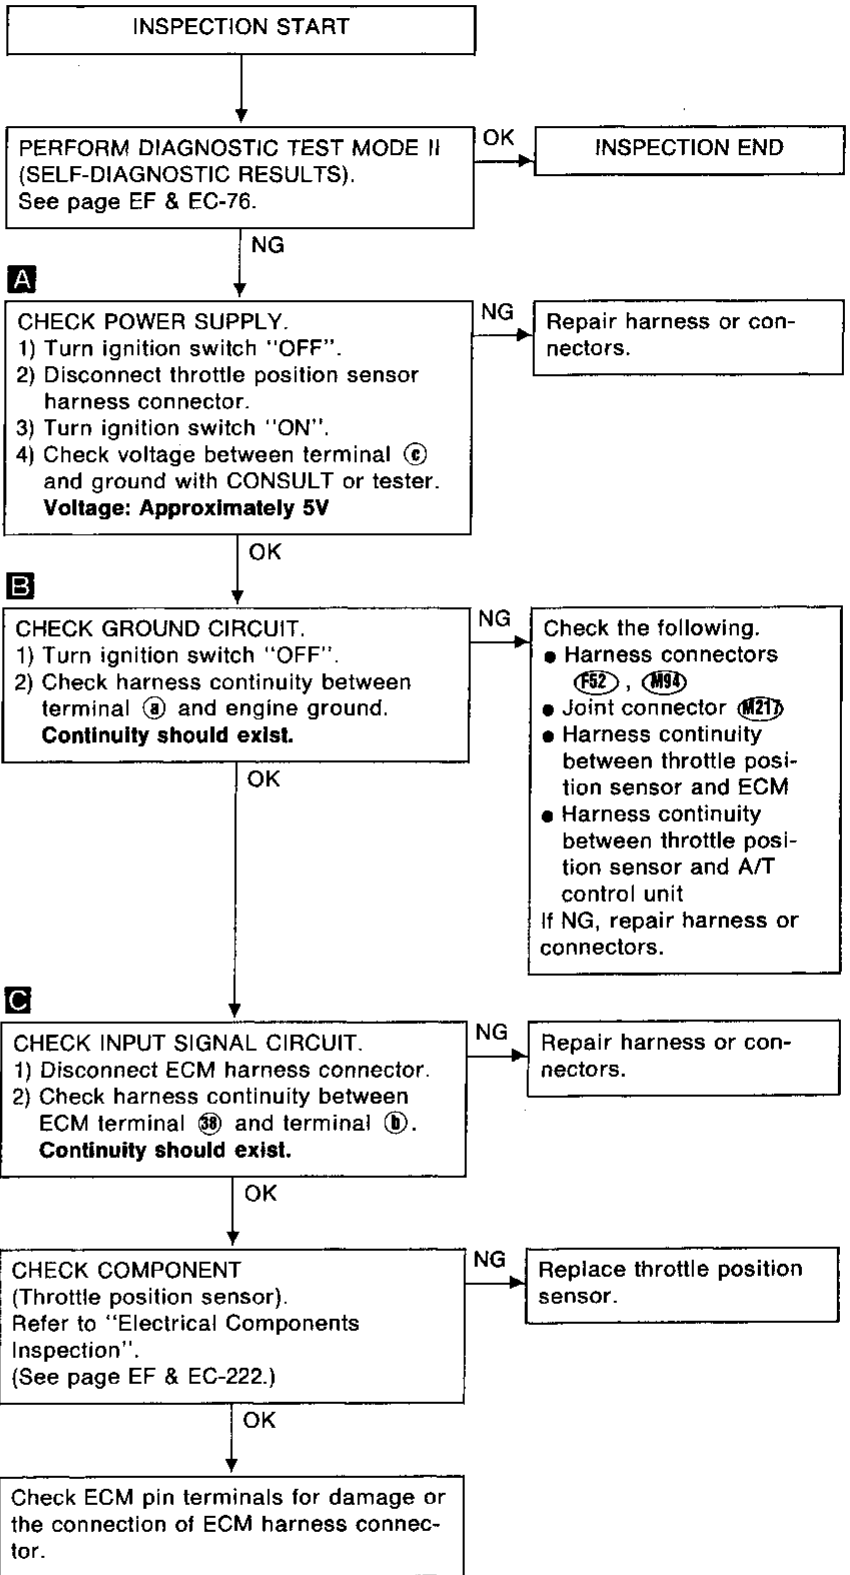 INSPECTION START
PERFORM DIAGNOSTIC TEST MODE II
(SELF-DIAGNOSTIC RESULTS).
See page EF & EC-76.
OK
INSPECTION END
NG
A
CHECK POWER SUPPLY.
1) Turn ignition switch "OFF".
2) Disconnect throttle position sensor
harness connector.
3) Turn ignition switch "ON".
4) Check voltage between terminal ⓒ
and ground with CONSULT or tester.
Voltage: Approximately 5V
NG
Repair harness or con-
nectors.
OK
B
CHECK GROUND CIRCUIT.
1) Turn ignition switch "OFF".
2) Check harness continuity between
terminal ⓐ and engine ground.
Continuity should exist.
NG
Check the following.
● Harness connectors
F52 , M94
● Joint connector M217
● Harness continuity
between throttle posi-
tion sensor and ECM
● Harness continuity
between throttle posi-
tion sensor and A/T
control unit
If NG, repair harness or
connectors.
OK
C
CHECK INPUT SIGNAL CIRCUIT.
1) Disconnect ECM harness connector.
2) Check harness continuity between
ECM terminal ㊳ and terminal ⓑ.
Continuity should exist.
NG
Repair harness or con-
nectors.
OK
CHECK COMPONENT
(Throttle position sensor).
Refer to "Electrical Components
Inspection".
(See page EF & EC-222.)
NG
Replace throttle position
sensor.
OK
Check ECM pin terminals for damage or
the connection of ECM harness connec-
tor.